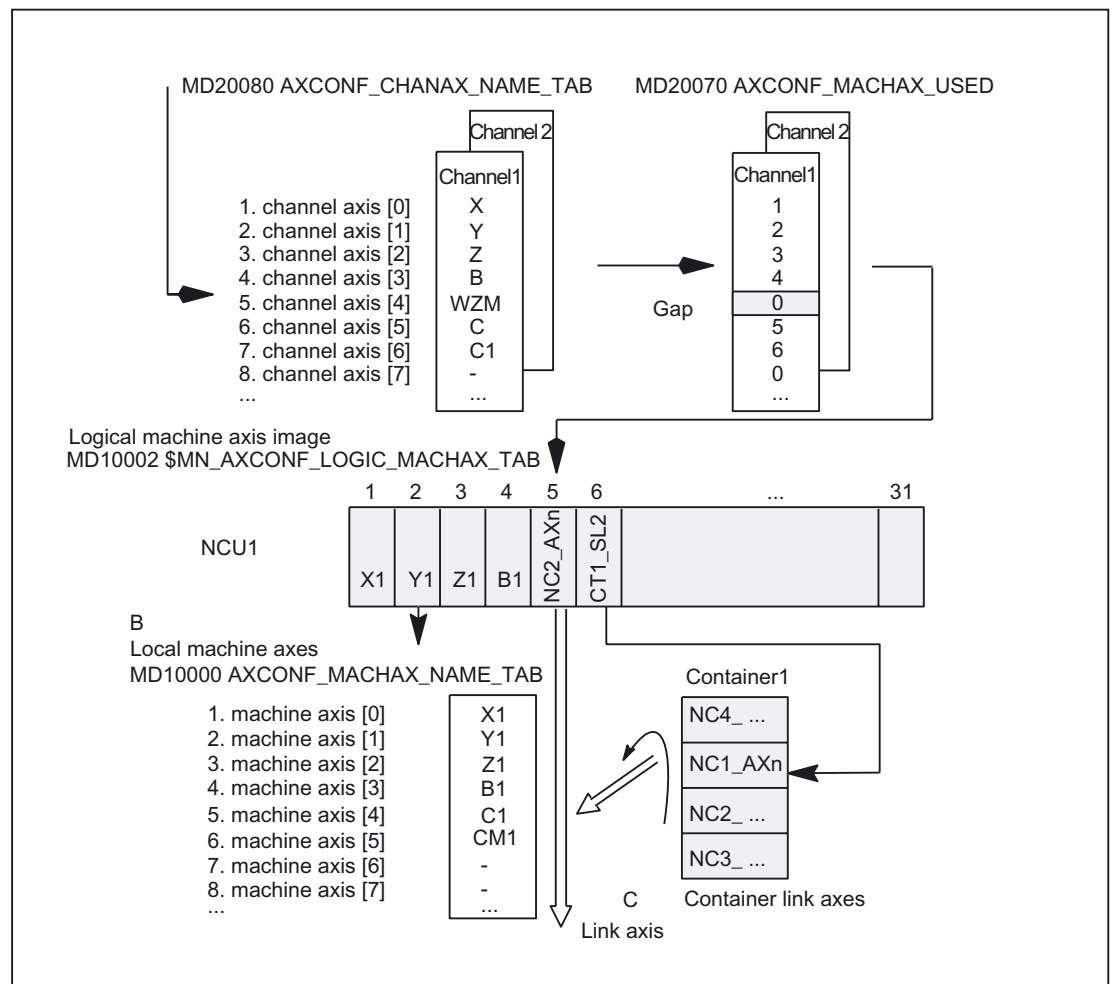 MD20080 AXCONF_CHANAX_NAME_TAB
MD20070 AXCONF_MACHAX_USED
Channel 2
Channel1
1. channel axis [0] X
2. channel axis [1] Y
3. channel axis [2] Z
4. channel axis [3] B
5. channel axis [4] WZM
6. channel axis [5] C
7. channel axis [6] C1
8. channel axis [7] -
... ...
Channel 2
Channel1
1
2
3
4
Gap 0
5
6
0
...
Logical machine axis image
MD10002 $MN_AXCONF_LOGIC_MACHAX_TAB
1 2 3 4 5 6 ... 31
NCU1
X1 Y1 Z1 B1 NC2_AXn CT1_SL2
B
Local machine axes
MD10000 AXCONF_MACHAX_NAME_TAB
1. machine axis [0] X1
2. machine axis [1] Y1
3. machine axis [2] Z1
4. machine axis [3] B1
5. machine axis [4] C1
6. machine axis [5] CM1
7. machine axis [6] -
8. machine axis [7] -
... ...
Container1
NC4_ ...
NC1_AXn
NC2_ ...
NC3_ ...
C
Container link axes
Link axis